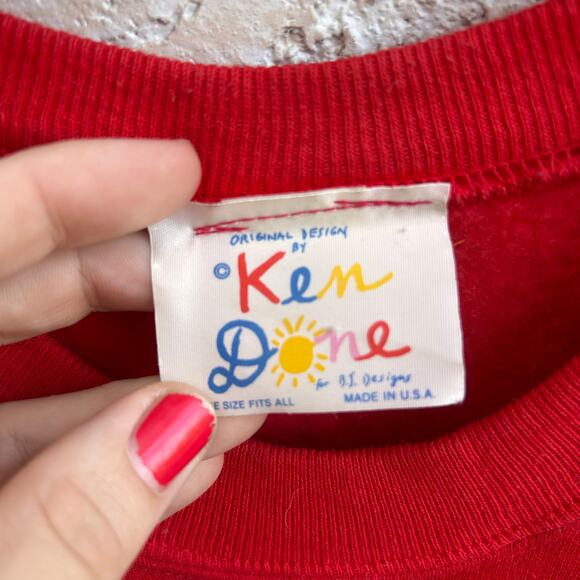 ORIGINAL DESIGN
BY
© Ken
Done
for B.J. Designs
E SIZE FITS ALL MADE IN U.S.A.